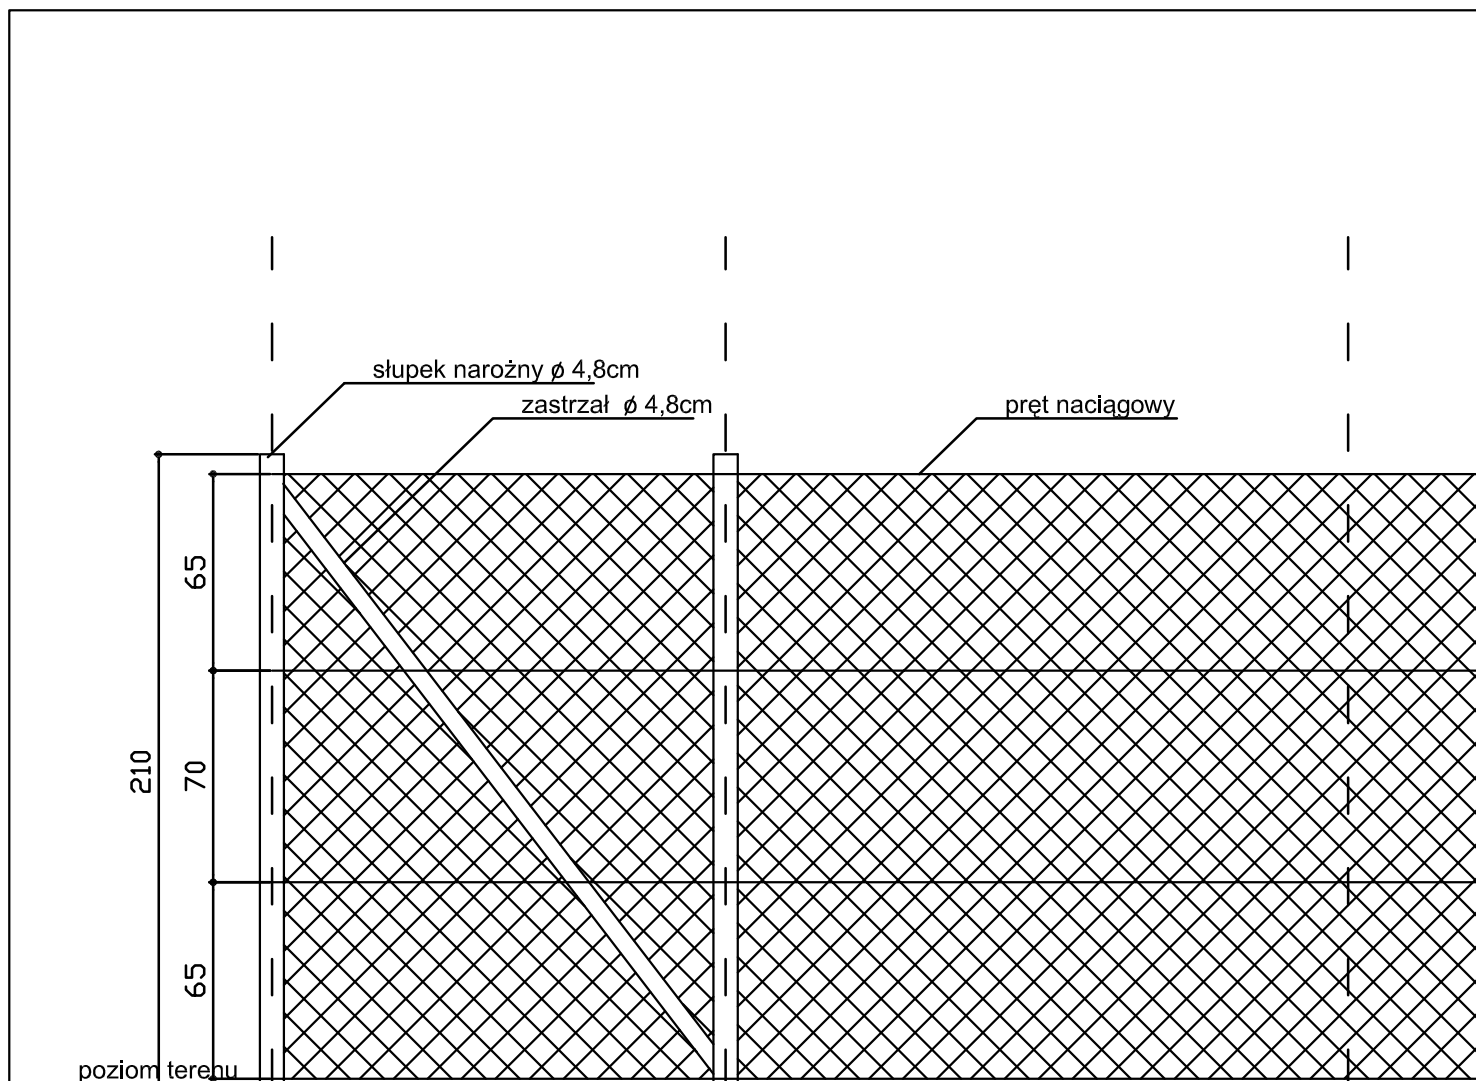 słupek narożny ø 4,8cm
zastrzał ø 4,8cm
pręt naciągowy
65
210
70
65
poziom terenu